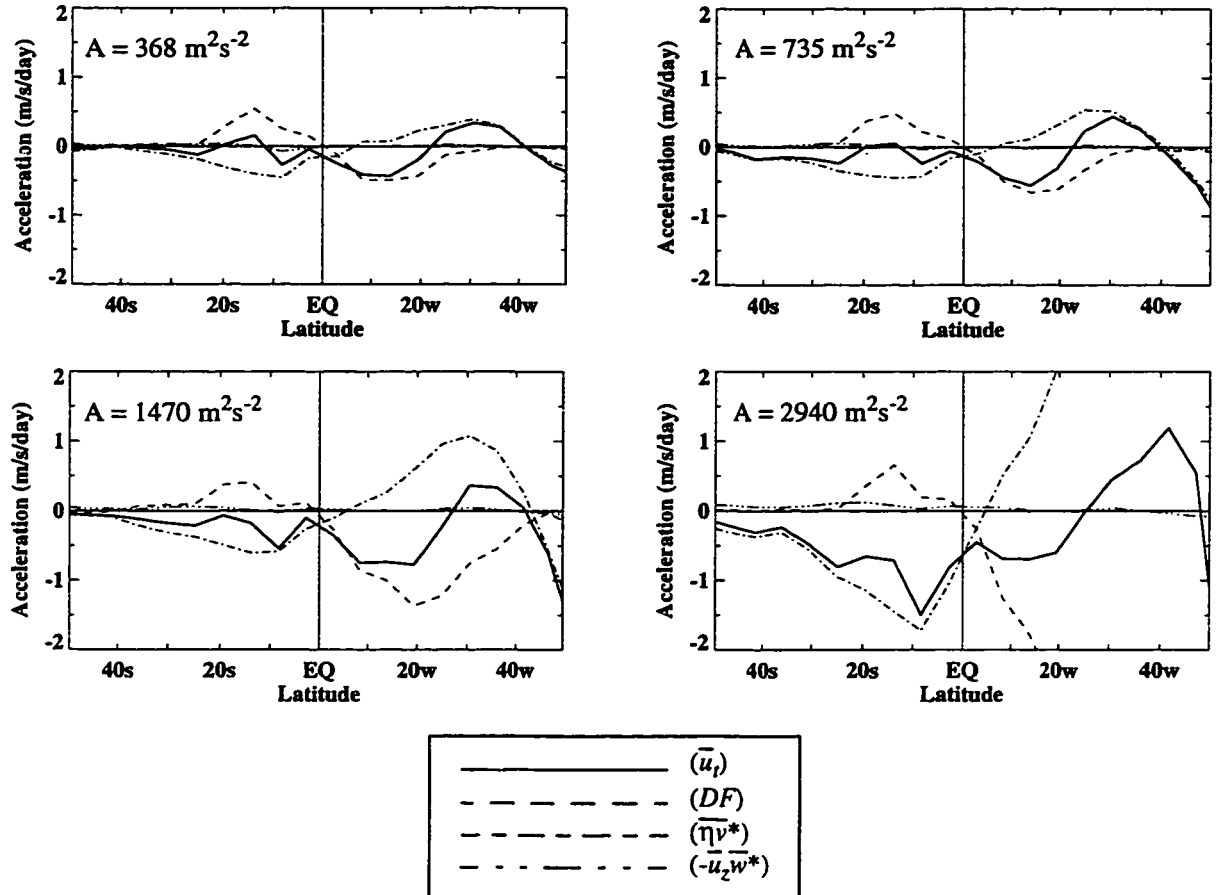 A = 368 m²s⁻²
Acceleration (m/s/day)
2
1
0
-1
-2
40s 20s EQ 20w 40w
Latitude
A = 735 m²s⁻²
Acceleration (m/s/day)
2
1
0
-1
-2
40s 20s EQ 20w 40w
Latitude
A = 1470 m²s⁻²
Acceleration (m/s/day)
2
1
0
-1
-2
40s 20s EQ 20w 40w
Latitude
A = 2940 m²s⁻²
Acceleration (m/s/day)
2
1
0
-1
-2
40s 20s EQ 20w 40w
Latitude
(u̅ₜ)
(DF)
(η̅v̅*)
(-u̅_z w̅*)